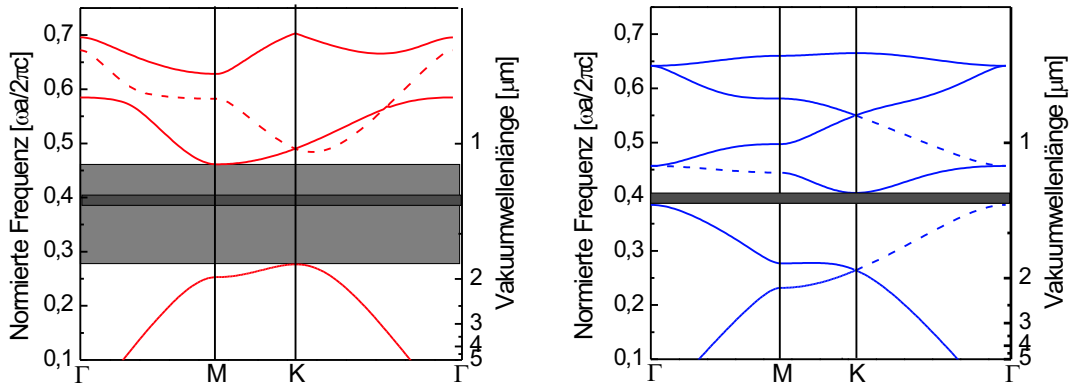 Normierte Frequenz [ωa/2πc]
0,7
0,6
0,5
0,4
0,3
0,2
0,1
Γ
M
K
Γ
1
2
3
4
5
Vakuumwellenlänge [μm]
Normierte Frequenz [ωa/2πc]
0,7
0,6
0,5
0,4
0,3
0,2
0,1
Γ
M
K
Γ
1
2
3
4
5
Vakuumwellenlänge [μm]